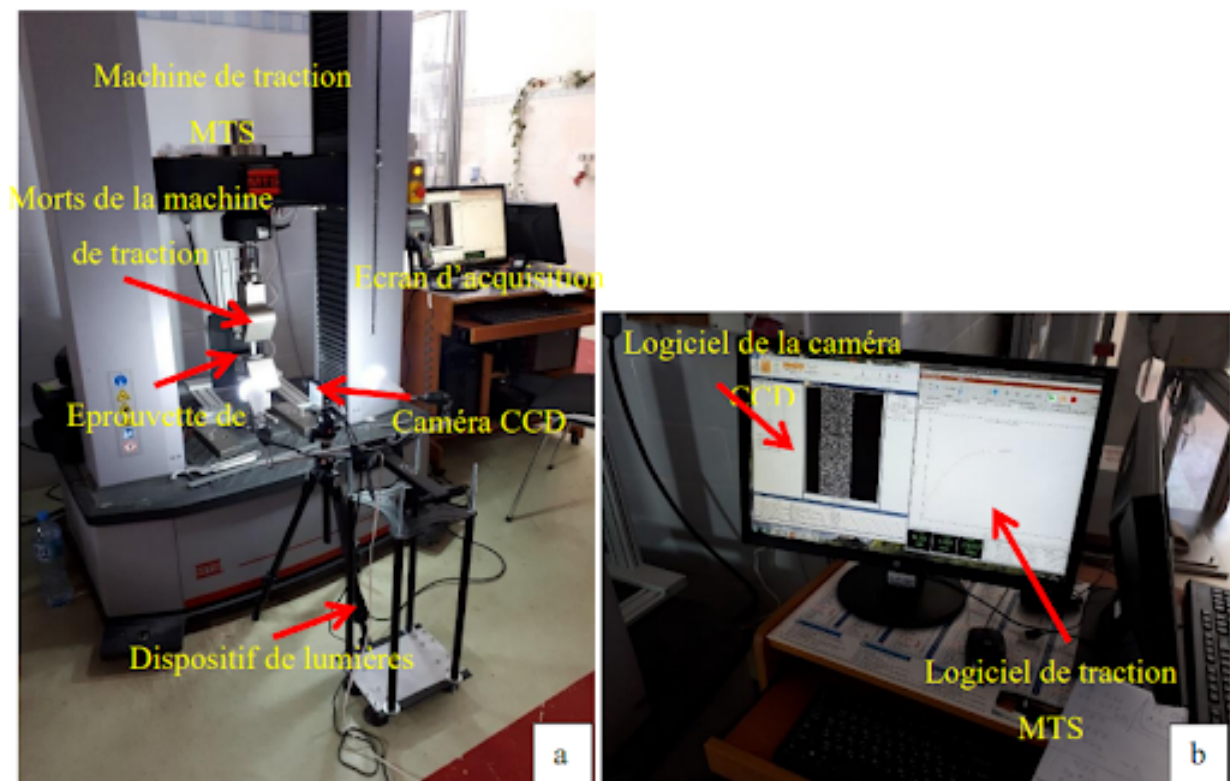 Machine de traction
MTS
MTS
Morts de la machine
de traction
Ecran d'acquisition
Eprouvette de
Caméra CCD
Dispositif de lumières
a
Logiciel de la caméra
CCD
Logiciel de traction
MTS
b